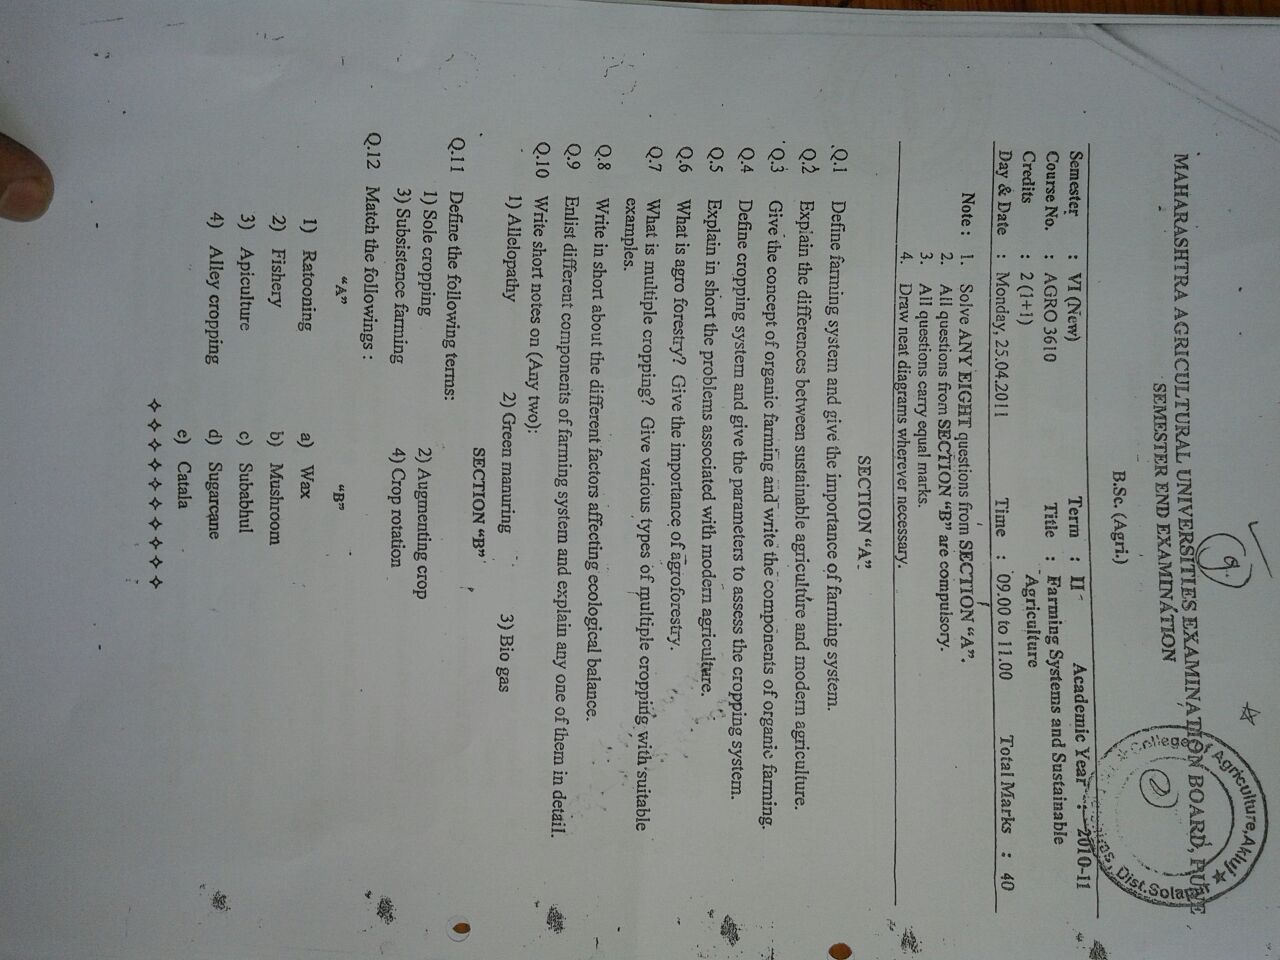 9.
MAHARASHTRA AGRICULTURAL UNIVERSITIES EXAMINATION BOARD, PUNE
SEMESTER END EXAMINATION
B.Sc. (Agri.)
College of Agriculture, Akluj
Dist. Solapur
Semester : VI (New) Term : II Academic Year : 2010-11
Course No. : AGRO 3610 Title : Farming Systems and Sustainable
Credits : 2 (1+1) Agriculture
Day & Date : Monday, 25.04.2011 Time : 09.00 to 11.00 Total Marks : 40
Note : 1. Solve ANY EIGHT questions from SECTION “A”.
2. All questions from SECTION “B” are compulsory.
3. All questions carry equal marks.
4. Draw neat diagrams wherever necessary.
SECTION “A”
Q.1 Define farming system and give the importance of farming system.
Q.2 Explain the differences between sustainable agriculture and modern agriculture.
Q.3 Give the concept of organic farming and write the components of organic farming.
Q.4 Define cropping system and give the parameters to assess the cropping system.
Q.5 Explain in short the problems associated with modern agriculture.
Q.6 What is agro forestry? Give the importance of agroforestry.
Q.7 What is multiple cropping? Give various types of multiple cropping with suitable
examples.
Q.8 Write in short about the different factors affecting ecological balance.
Q.9 Enlist different components of farming system and explain any one of them in detail.
Q.10 Write short notes on (Any two):
1) Allelopathy 2) Green manuring 3) Bio gas
SECTION “B”
Q.11 Define the following terms:
1) Sole cropping 2) Augmenting crop
3) Subsistence farming 4) Crop rotation
Q.12 Match the followings :
“A” “B”
1) Ratooning a) Wax
2) Fishery b) Mushroom
3) Apiculture c) Subabhul
4) Alley cropping d) Sugarcane
e) Catala